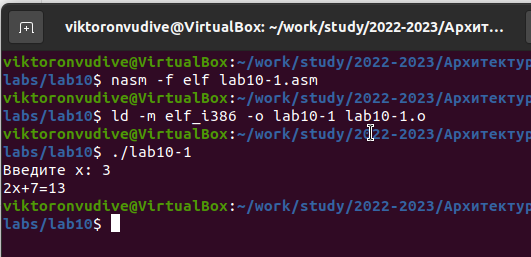 viktoronvudive@VirtualBox: ~/work/study/2022-2023/Архит…
viktoronvudive@VirtualBox:~/work/study/2022-2023/Архитектур
labs/lab10$ nasm -f elf lab10-1.asm
viktoronvudive@VirtualBox:~/work/study/2022-2023/Архитектур
labs/lab10$ ld -m elf_i386 -o lab10-1 lab10-1.o
viktoronvudive@VirtualBox:~/work/study/2022-2023/Архитектур
labs/lab10$ ./lab10-1
Введите x: 3
2x+7=13
viktoronvudive@VirtualBox:~/work/study/2022-2023/Архитектур
labs/lab10$